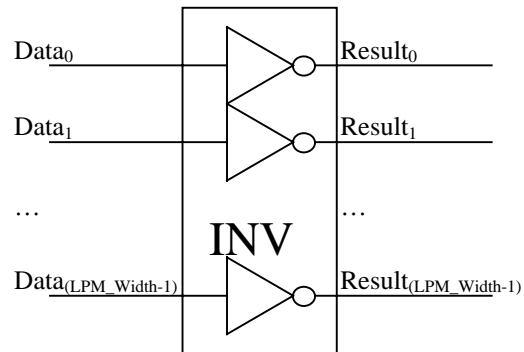 Data₀ Result₀
Data₁ Result₁
… …
INV
Data₍LPM_Width-1₎ Result₍LPM_Width-1₎